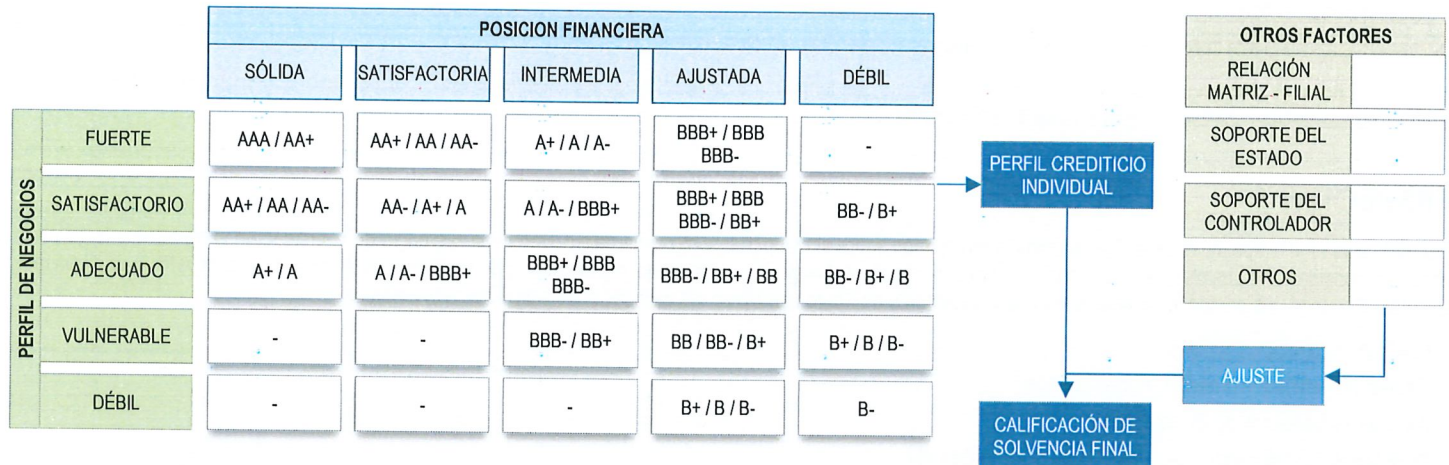 POSICION FINANCIERA
SÓLIDA
SATISFACTORIA
INTERMEDIA
AJUSTADA
DÉBIL
PERFIL DE NEGOCIOS
FUERTE
AAA / AA+
AA+ / AA / AA-
A+ / A / A-
BBB+ / BBB
BBB-
-
SATISFACTORIO
AA+ / AA / AA-
AA- / A+ / A
A / A- / BBB+
BBB+ / BBB
BBB- / BB+
BB- / B+
ADECUADO
A+ / A
A / A- / BBB+
BBB+ / BBB
BBB-
BBB- / BB+ / BB
BB- / B+ / B
VULNERABLE
-
-
BBB- / BB+
BB / BB- / B+
B+ / B / B-
DÉBIL
-
-
-
B+ / B / B-
B-
PERFIL CREDITICIO
INDIVIDUAL
CALIFICACIÓN DE
SOLVENCIA FINAL
OTROS FACTORES
RELACIÓN
MATRIZ - FILIAL
SOPORTE DEL
ESTADO
SOPORTE DEL
CONTROLADOR
OTROS
AJUSTE